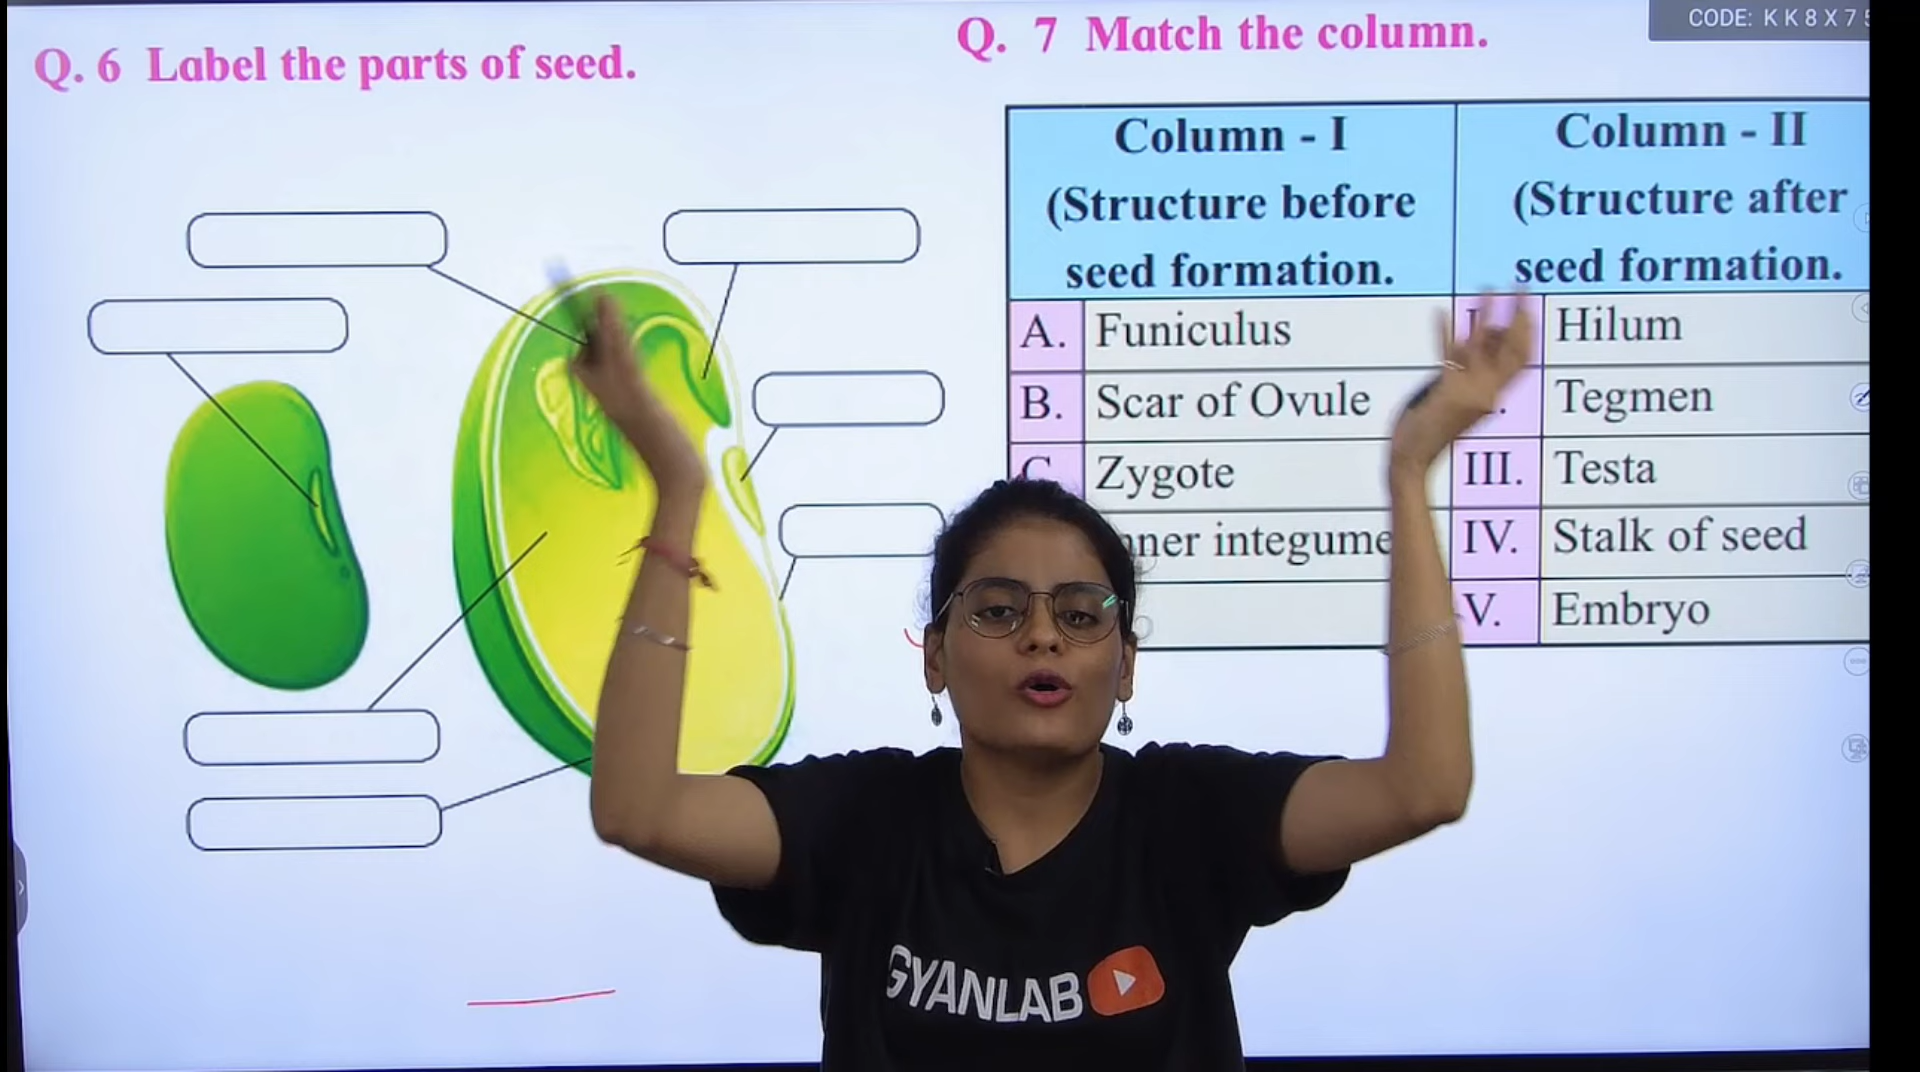 CODE: K K 8 X 7
Q. 6 Label the parts of seed.
Q. 7 Match the column.
Column - I
(Structure before
seed formation.
Column - II
(Structure after
seed formation.
A. Funiculus
Hilum
B. Scar of Ovule
Tegmen
C. Zygote
III. Testa
nner integume
IV. Stalk of seed
V. Embryo
GYANLAB